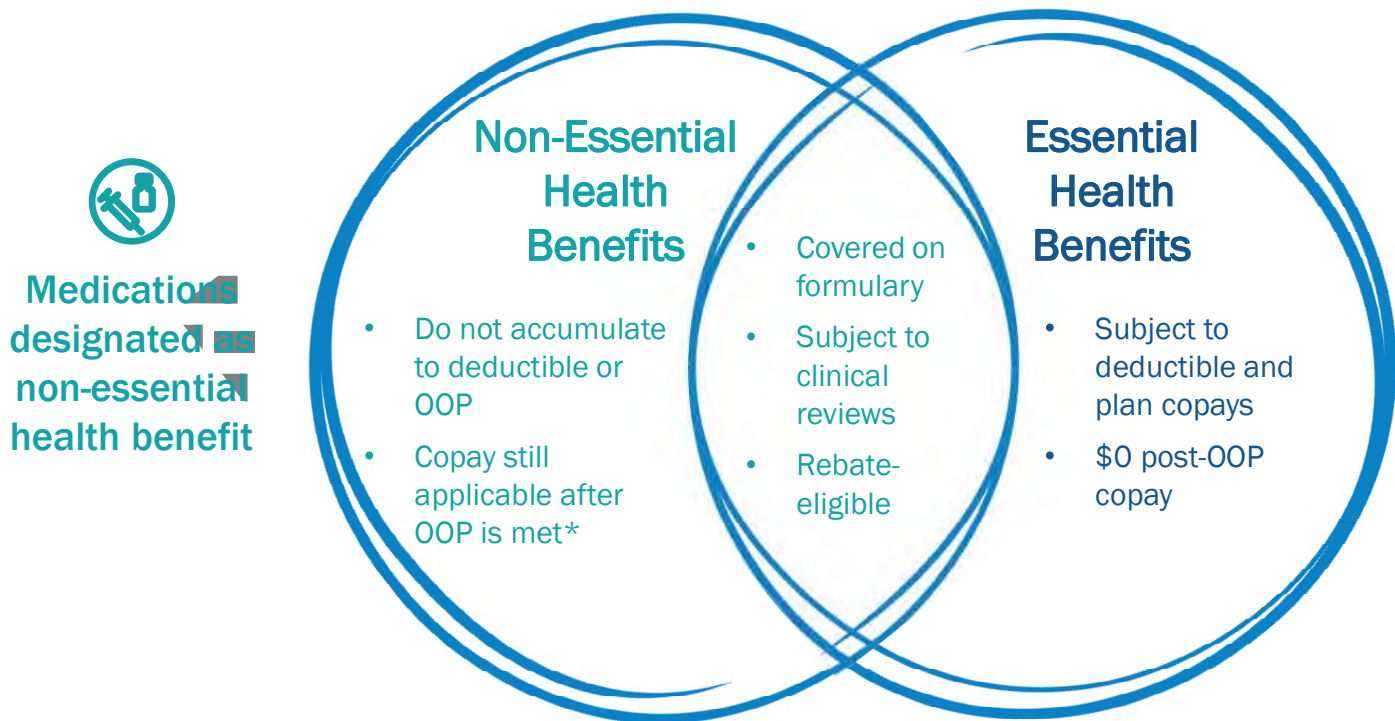 Medications
designated as
non-essential
health benefit
Non-Essential
Health
Benefits
• Do not accumulate
to deductible or
OOP
• Copay still
applicable after
OOP is met*
• Covered on
formulary
• Subject to
clinical
reviews
• Rebate-
eligible
Essential
Health
Benefits
• Subject to
deductible and
plan copays
• $0 post-OOP
copay